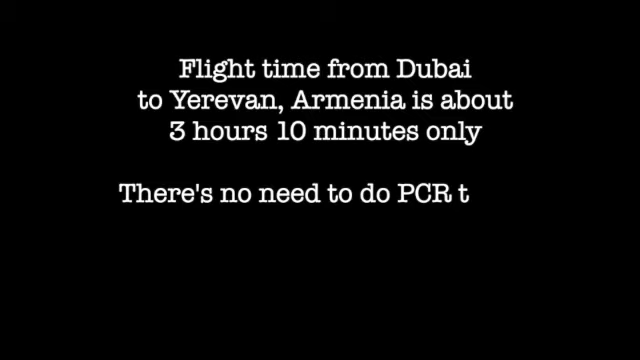 Flight time from Dubai
to Yerevan, Armenia is about
3 hours 10 minutes only
There's no need to do PCR t